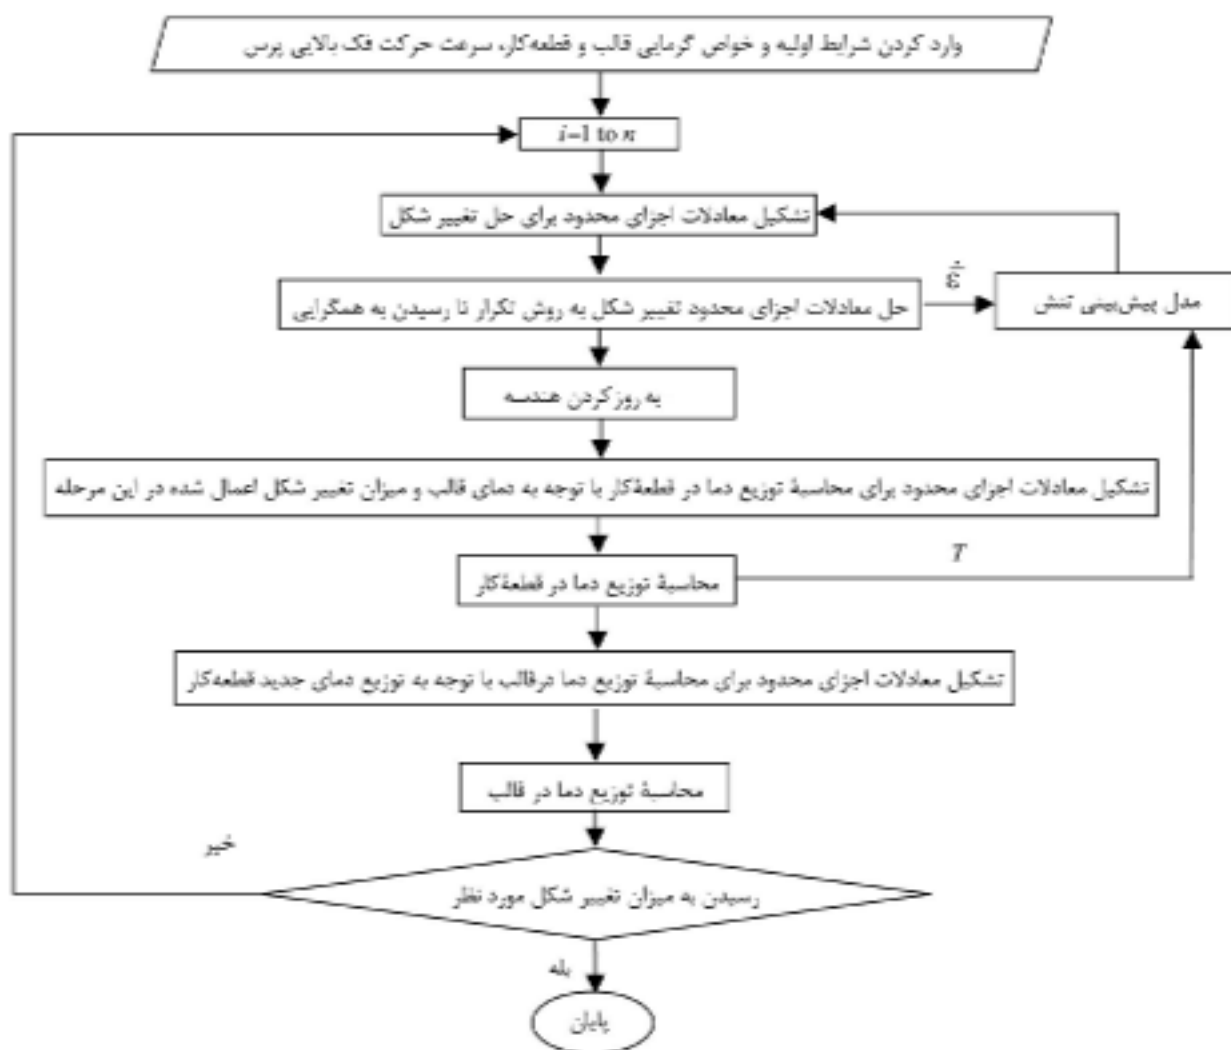 وارد کردن شرایط اولیه و خواص گرمایی قالب و قطعه‌کار، سرعت حرکت فک بالایی پرس
i=1 to n
تشکیل معادلات اجزای محدود برای حل تغییر شکل
حل معادلات اجزای محدود تغییر شکل به روش تکرار تا رسیدن به همگرایی
ε̇
مدل پیش‌بینی تنش
به روز کردن هندسه
تشکیل معادلات اجزای محدود برای محاسبهٔ توزیع دما در قطعهٔ‌کار با توجه به دمای قالب و میزان تغییر شکل اعمال شده در این مرحله
T
محاسبهٔ توزیع دما در قطعهٔ‌کار
تشکیل معادلات اجزای محدود برای محاسبهٔ توزیع دما درقالب با توجه به توزیع دمای جدید قطعه‌کار
محاسبهٔ توزیع دما در قالب
خیر
رسیدن به میزان تغییر شکل مورد نظر
بله
پایان